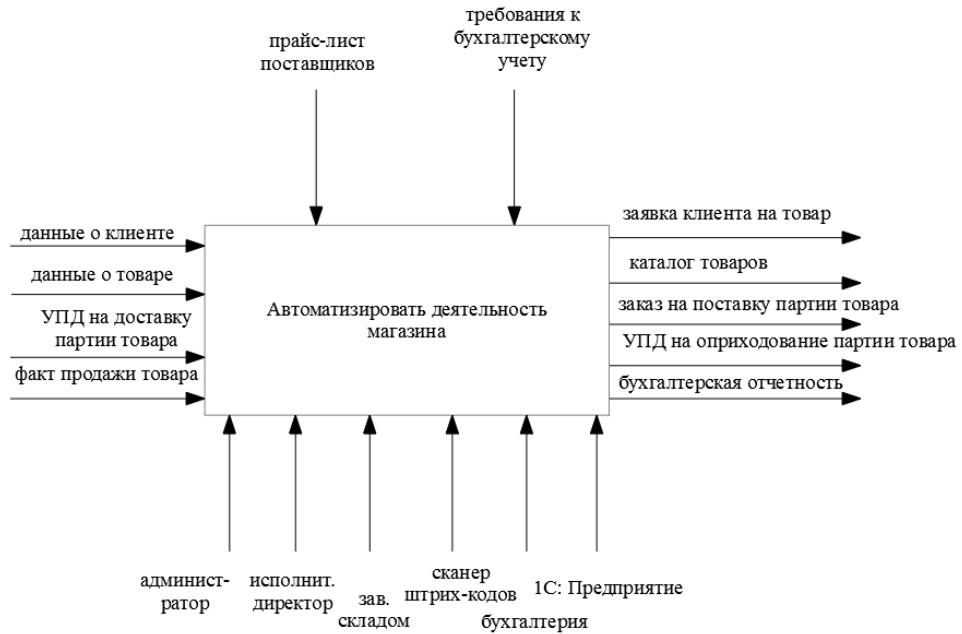 прайс-лист
поставщиков
требования к
бухгалтерскому
учету
данные о клиенте
данные о товаре
УПД на доставку
партии товара
факт продажи товара
Автоматизировать деятельность
магазина
заявка клиента на товар
каталог товаров
заказ на поставку партии товара
УПД на оприходование партии товара
бухгалтерская отчетность
админист-
ратор
исполнит.
директор
зав.
складом
сканер
штрих-кодов
бухгалтерия
1С: Предприятие